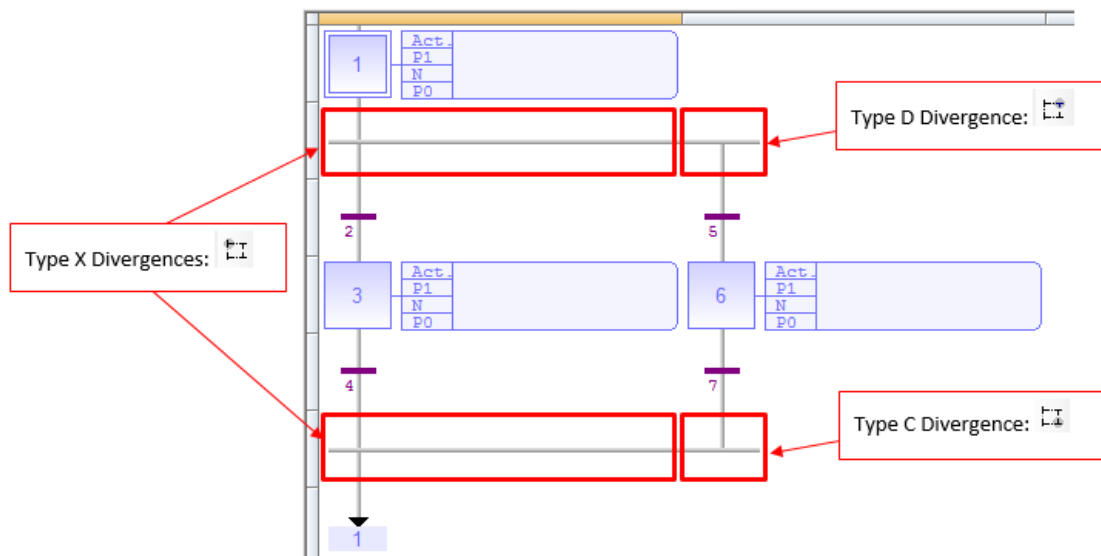 1
Act.
P1
N
P0
Type D Divergence:
2
5
Type X Divergences:
3
Act.
P1
N
P0
6
Act.
P1
N
P0
4
7
Type C Divergence:
1